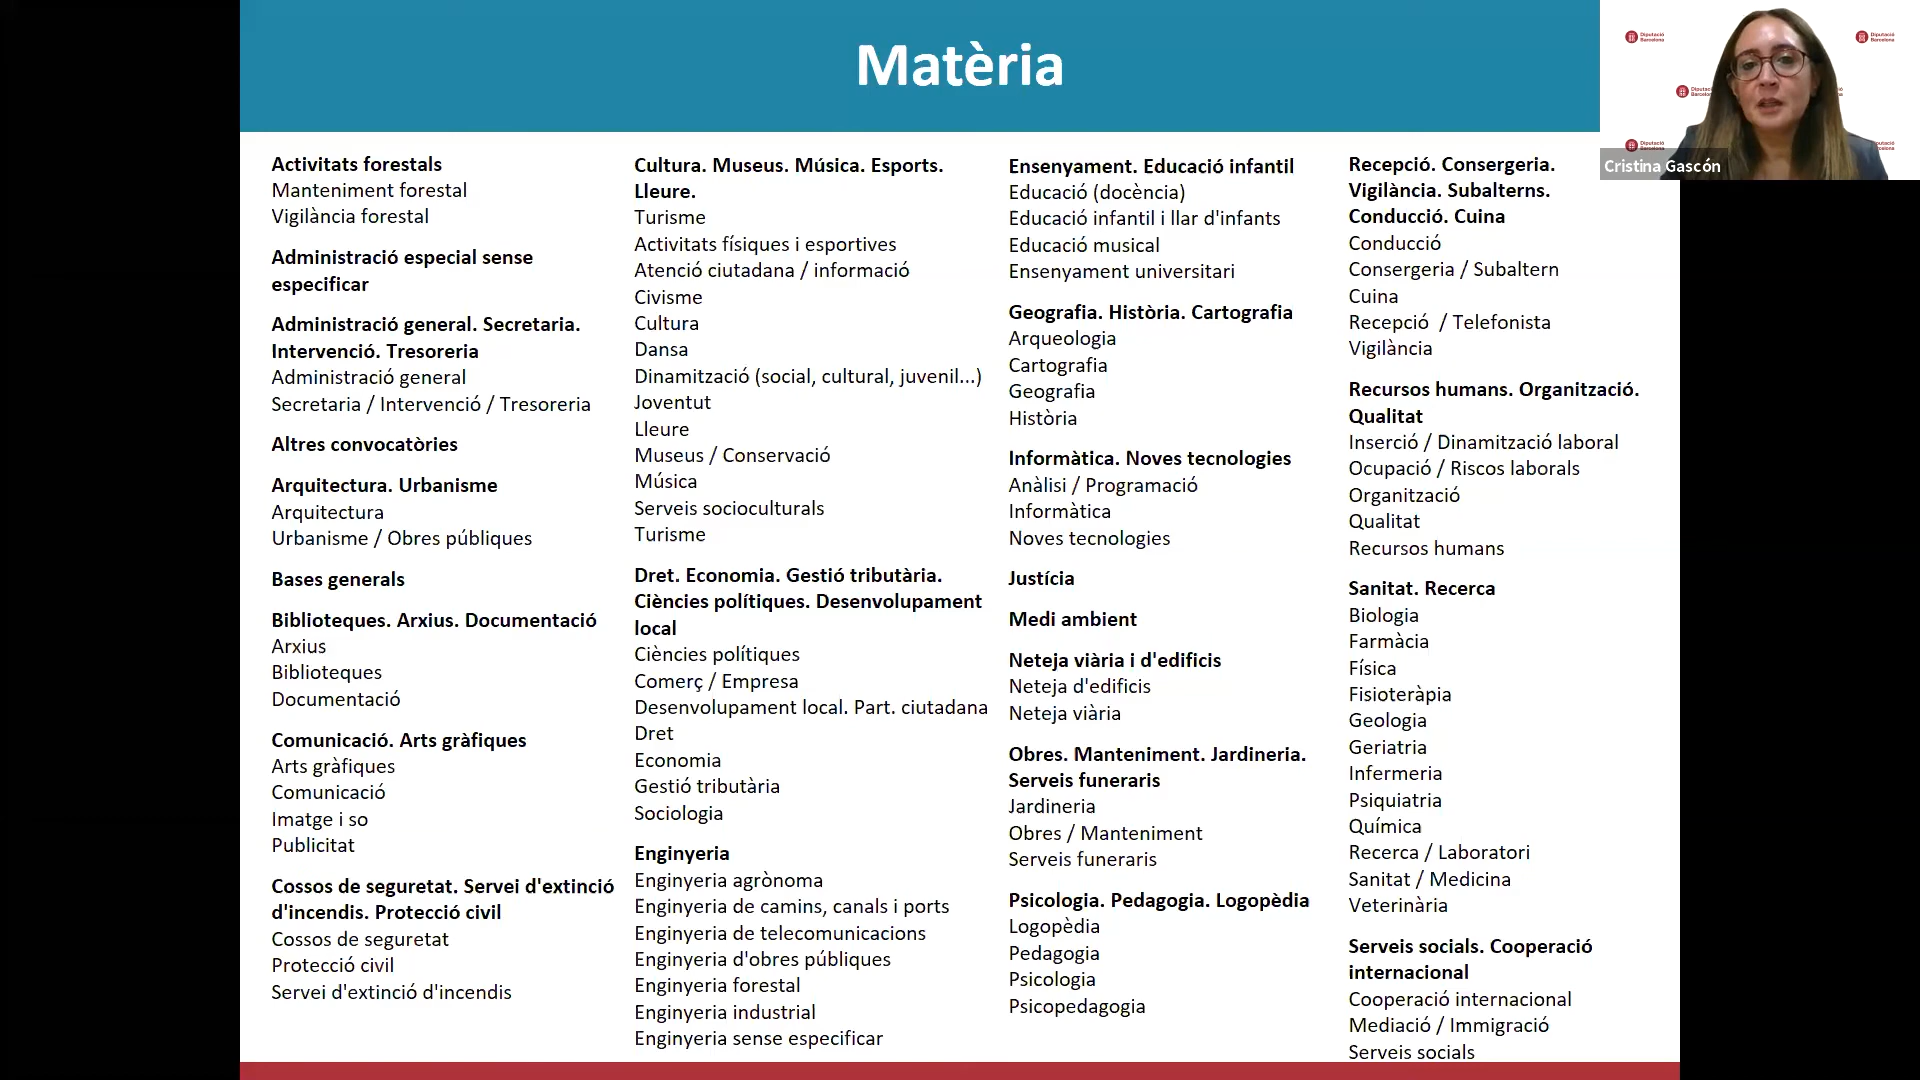 Matèria
Activitats forestals
Manteniment forestal
Vigilància forestal
Administració especial sense
especificar
Administració general. Secretaria.
Intervenció. Tresoreria
Administració general
Secretaria / Intervenció / Tresoreria
Altres convocatòries
Arquitectura. Urbanisme
Arquitectura
Urbanisme / Obres públiques
Bases generals
Biblioteques. Arxius. Documentació
Arxius
Biblioteques
Documentació
Comunicació. Arts gràfiques
Arts gràfiques
Comunicació
Imatge i so
Publicitat
Cossos de seguretat. Servei d'extinció
d'incendis. Protecció civil
Cossos de seguretat
Protecció civil
Servei d'extinció d'incendis
Cultura. Museus. Música. Esports.
Lleure.
Turisme
Activitats físiques i esportives
Atenció ciutadana / informació
Civisme
Cultura
Dansa
Dinamització (social, cultural, juvenil...)
Joventut
Lleure
Museus / Conservació
Música
Serveis socioculturals
Turisme
Dret. Economia. Gestió tributària.
Ciències polítiques. Desenvolupament
local
Ciències polítiques
Comerç / Empresa
Desenvolupament local. Part. ciutadana
Dret
Economia
Gestió tributària
Sociologia
Enginyeria
Enginyeria agrònoma
Enginyeria de camins, canals i ports
Enginyeria de telecomunicacions
Enginyeria d'obres públiques
Enginyeria forestal
Enginyeria industrial
Enginyeria sense especificar
Ensenyament. Educació infantil
Educació (docència)
Educació infantil i llar d'infants
Educació musical
Ensenyament universitari
Geografia. Història. Cartografia
Arqueologia
Cartografia
Geografia
Història
Informàtica. Noves tecnologies
Anàlisi / Programació
Informàtica
Noves tecnologies
Justícia
Medi ambient
Neteja viària i d'edificis
Neteja d'edificis
Neteja viària
Obres. Manteniment. Jardineria.
Serveis funeraris
Jardineria
Obres / Manteniment
Serveis funeraris
Psicologia. Pedagogia. Logopèdia
Logopèdia
Pedagogia
Psicologia
Psicopedagogia
Recepció. Consergeria.
Vigilància. Subalterns.
Conducció. Cuina
Conducció
Consergeria / Subaltern
Cuina
Recepció / Telefonista
Vigilància
Recursos humans. Organització.
Qualitat
Inserció / Dinamització laboral
Ocupació / Riscos laborals
Organització
Qualitat
Recursos humans
Sanitat. Recerca
Biologia
Farmàcia
Física
Fisioteràpia
Geologia
Geriatria
Infermeria
Psiquiatria
Química
Recerca / Laboratori
Sanitat / Medicina
Veterinària
Serveis socials. Cooperació
internacional
Cooperació internacional
Mediació / Immigració
Serveis socials
Diputació
Barcelona
Diputació
Barcelona
Cristina Gascón